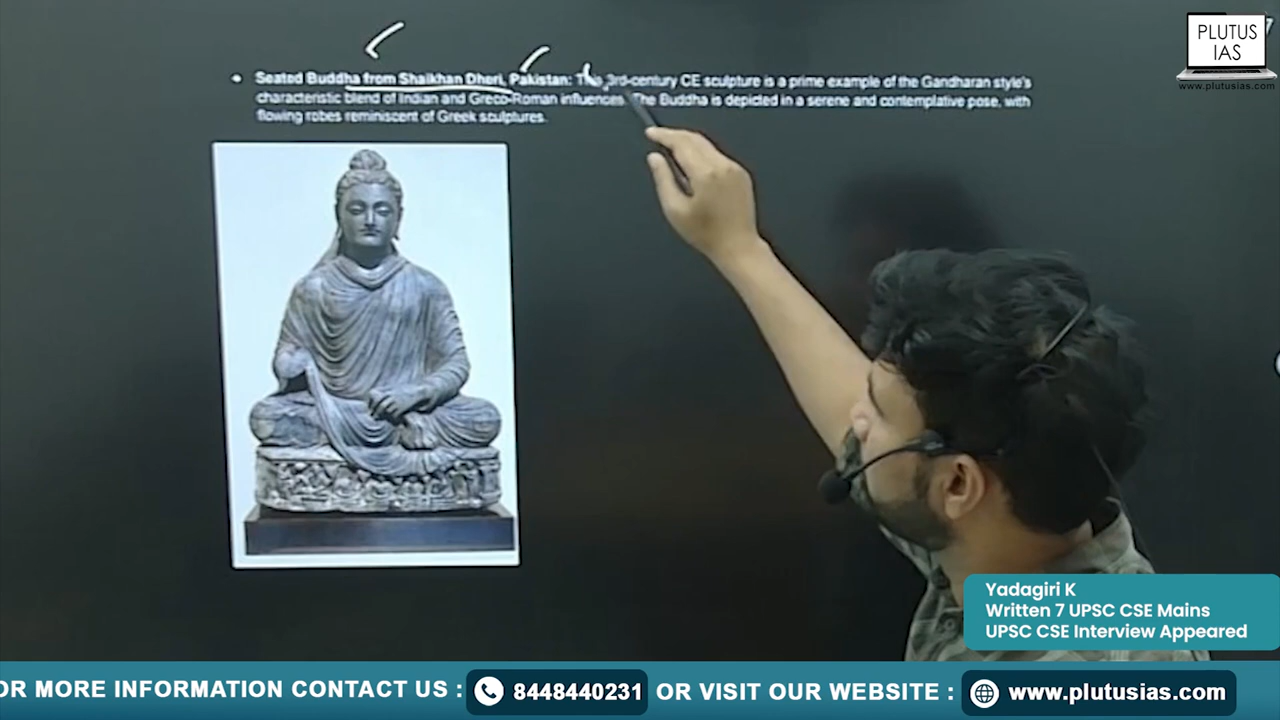 PLUTUS
IAS
www.plutusias.com
• Seated Buddha from Shaikhan Dheri, Pakistan: 3rd-century CE sculpture is a prime example of the Gandharan style's
characteristic blend of Indian and Greco-Roman influences. The Buddha is depicted in a serene and contemplative pose, with
flowing robes reminiscent of Greek sculptures.
Yadagiri K
Written 7 UPSC CSE Mains
UPSC CSE Interview Appeared
OR MORE INFORMATION CONTACT US : 8448440231 OR VISIT OUR WEBSITE : www.plutusias.com